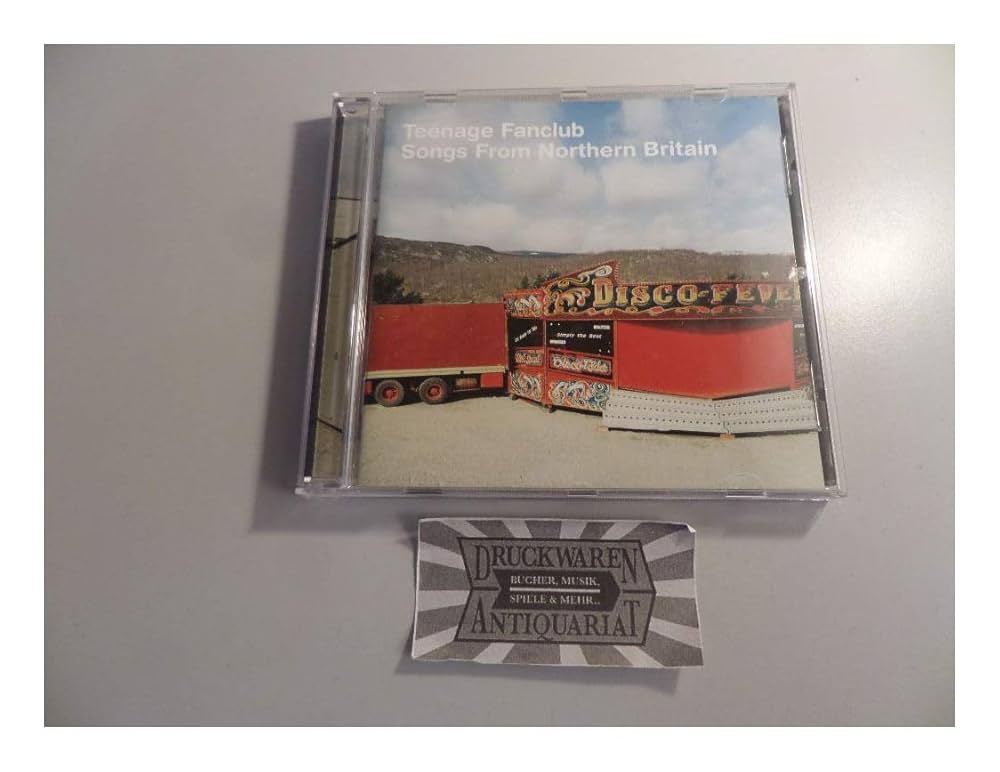 Teenage Fanclub
Songs From Northern Britain
DISCO-FEVE
Simply the Best
DRUCKWAREN
BÜCHER, MUSIK,
SPIELE & MEHR..
ANTIQUARIAT